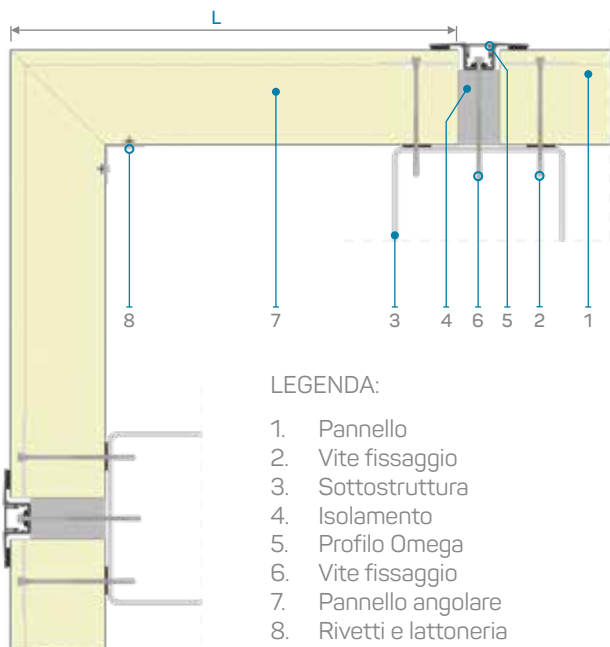 L
8 7 3 4 6 5 2 1
LEGENDA:
1. Pannello
2. Vite fissaggio
3. Sottostruttura
4. Isolamento
5. Profilo Omega
6. Vite fissaggio
7. Pannello angolare
8. Rivetti e lattoneria